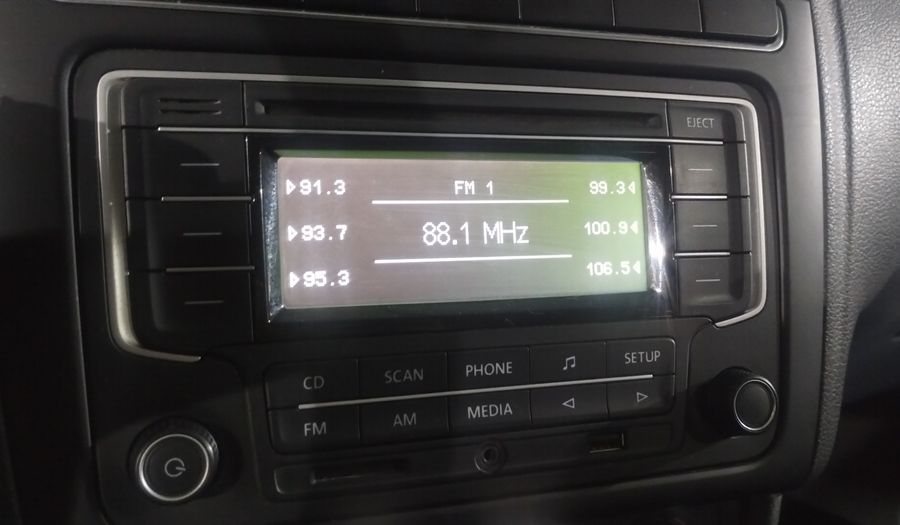 EJECT
91.3 FM 1 99.3
93.7 88.1 MHz 100.9
95.3 106.5
CD SCAN PHONE SETUP
FM AM MEDIA